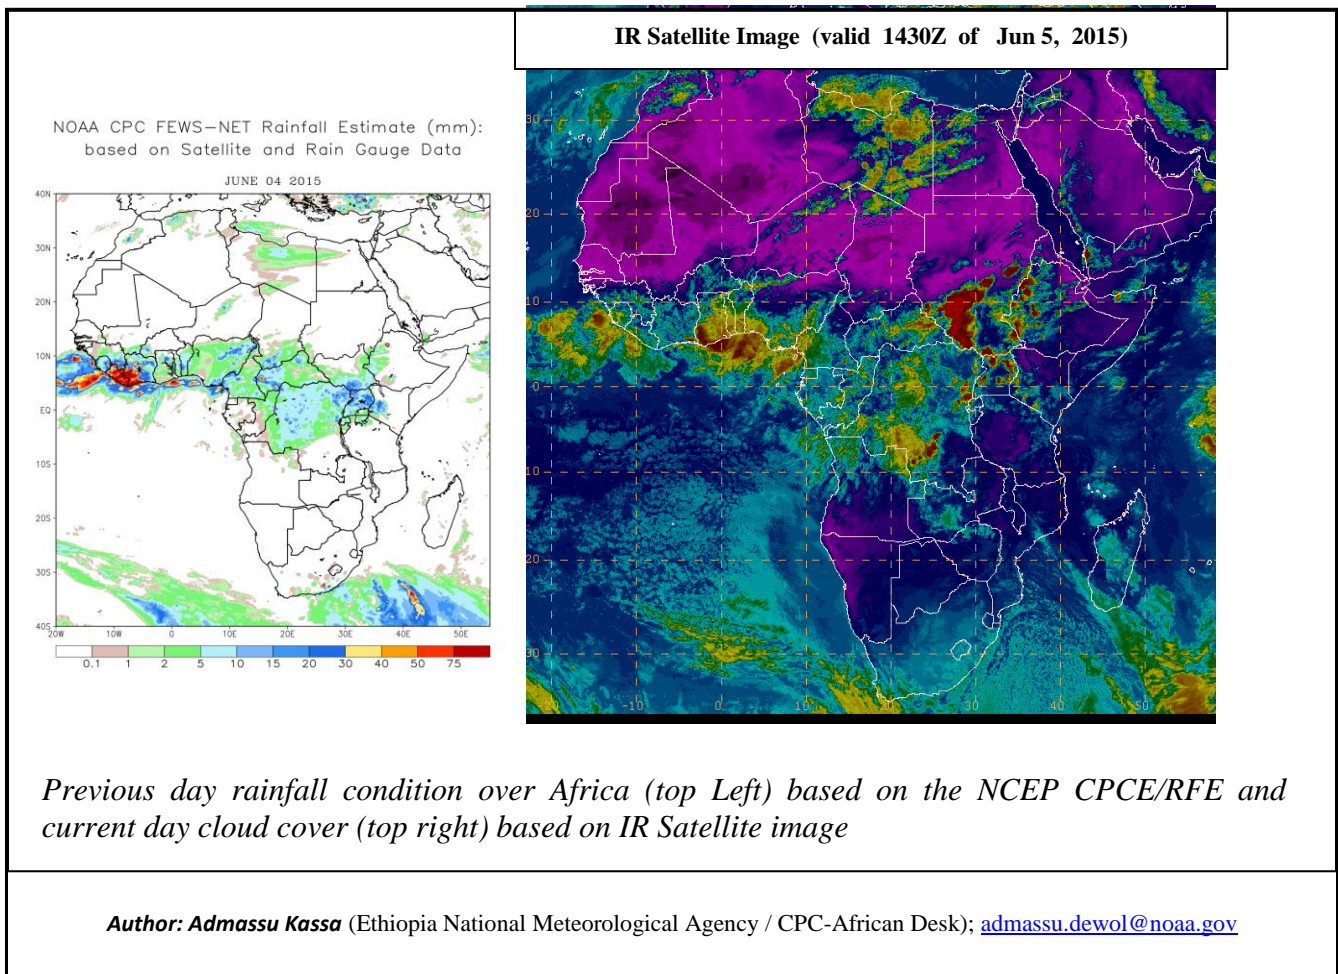 IR Satellite Image (valid 1430Z of Jun 5, 2015)
NOAA CPC FEWS-NET Rainfall Estimate (mm):
based on Satellite and Rain Gauge Data
JUNE 04 2015
40N
30N
20N
10N
EQ
10S
20S
30S
40S
20W 10W 0 10E 20E 30E 40E 50E
0.1 1 2 5 10 15 20 30 40 50 75
30
20
10
0
-10
-20
-30
-20 -10 0 10 20 30 40 50
Previous day rainfall condition over Africa (top Left) based on the NCEP CPCE/RFE and
current day cloud cover (top right) based on IR Satellite image
Author: Admassu Kassa (Ethiopia National Meteorological Agency / CPC-African Desk); admassu.dewol@noaa.gov